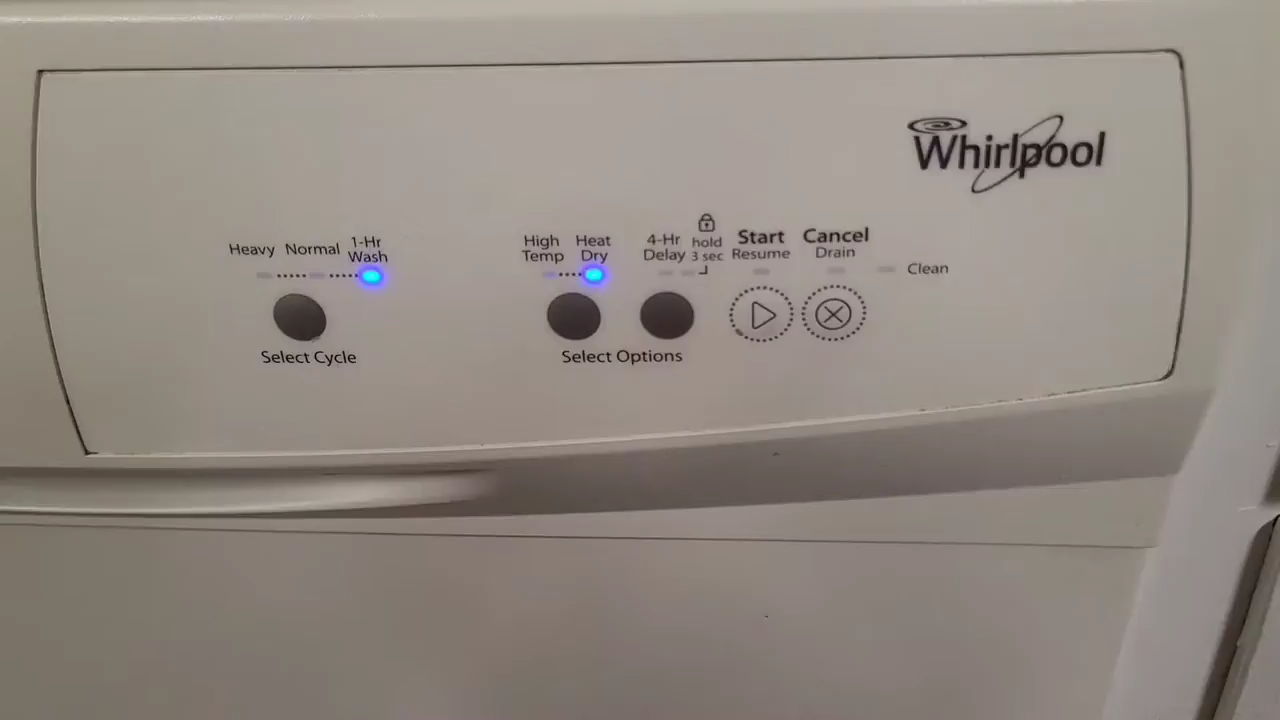 Whirlpool
Heavy Normal 1-Hr
Wash
High
Temp
Heat
Dry
4-Hr
Delay
hold
3 sec
Start
Resume
Cancel
Drain
Clean
Select Cycle
Select Options